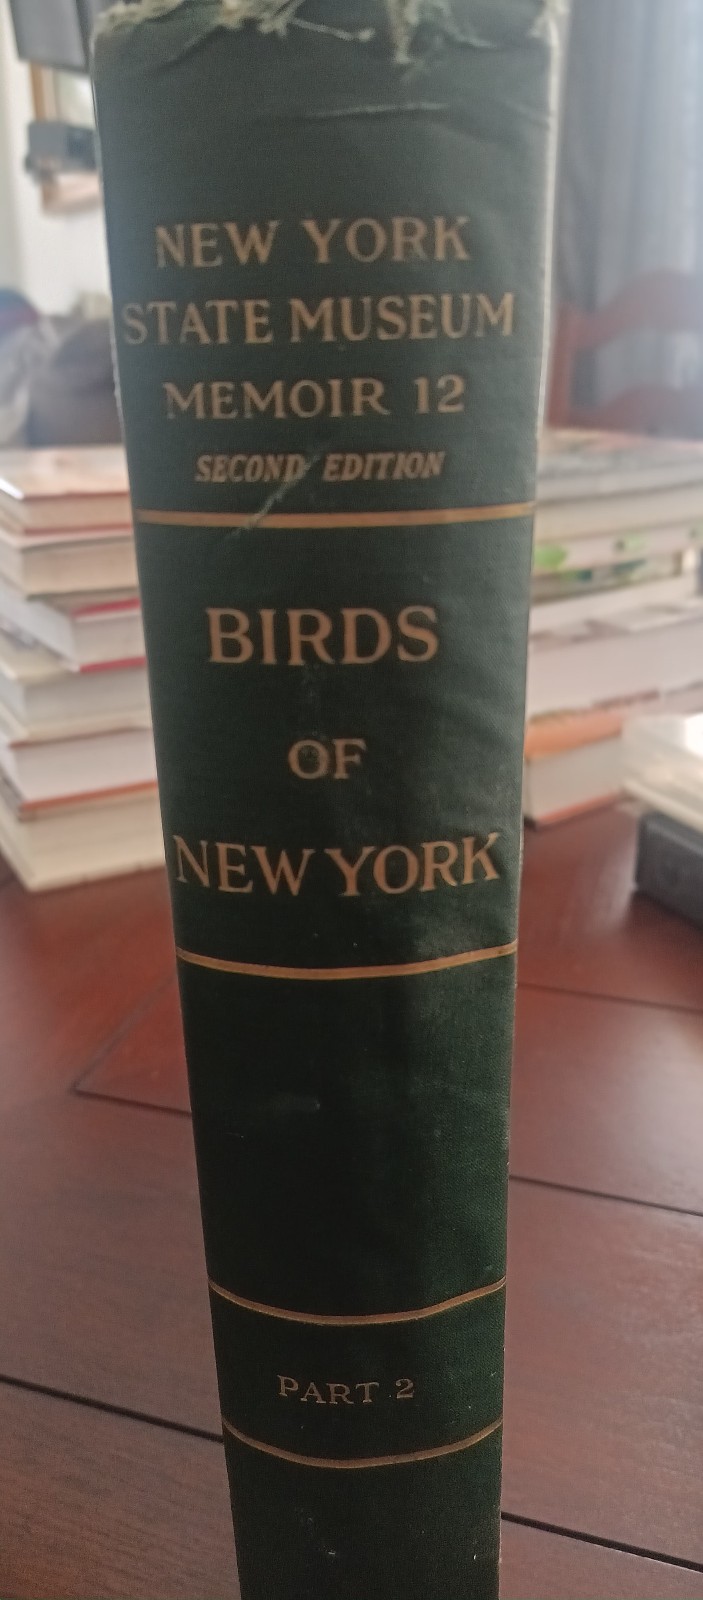 NEW YORK
STATE MUSEUM
MEMOIR 12
SECOND EDITION
BIRDS
OF
NEW YORK
PART 2